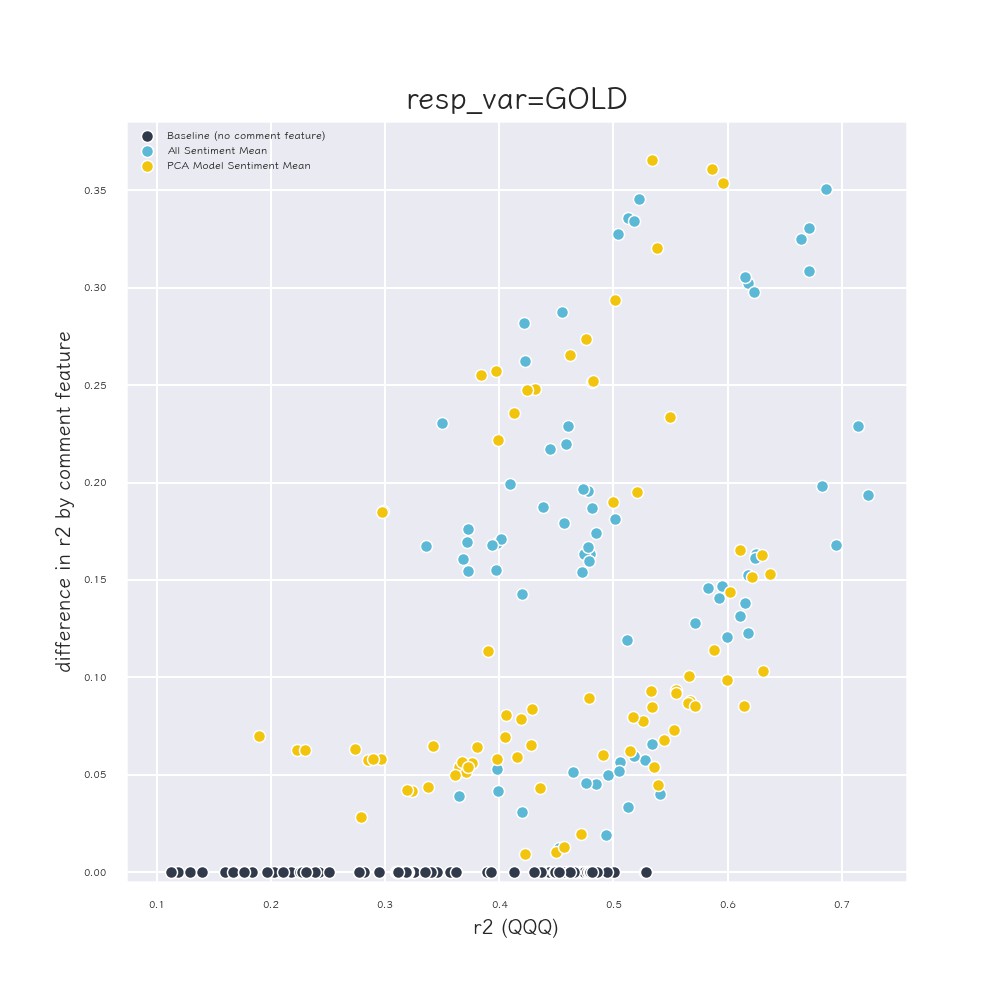 resp_var=GOLD
Baseline (no comment feature)
All Sentiment Mean
PCA Model Sentiment Mean
difference in r2 by comment feature
0.35
0.30
0.25
0.20
0.15
0.10
0.05
0.00
0.1 0.2 0.3 0.4 0.5 0.6 0.7
r2 (QQQ)